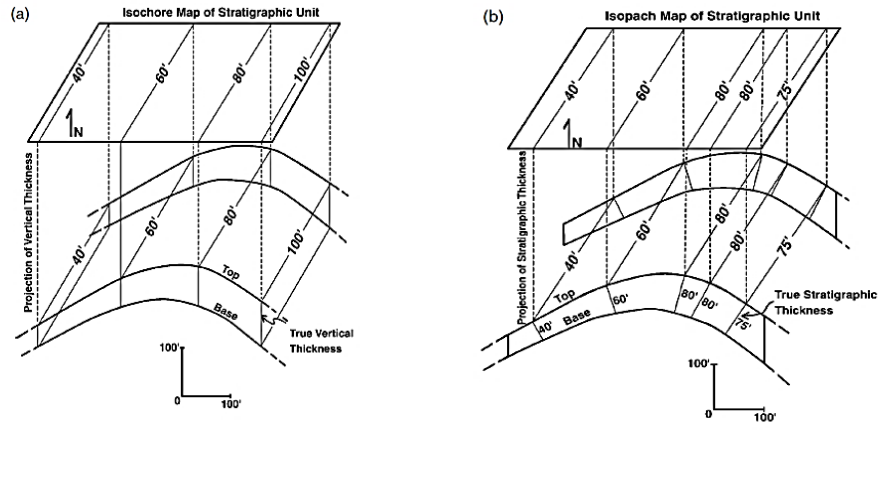 (a)
Isochore Map of Stratigraphic Unit
40'
60'
80'
100'
N
Projection of Vertical Thickness
40'
60'
80'
100'
Top
Base
True Vertical
Thickness
100'
0
100'
(b)
Isopach Map of Stratigraphic Unit
40'
60'
80'
80'
75'
N
Projection of Stratigraphic Thickness
40'
60'
80'
80'
75'
Top
Base
40'
60'
80'
80'
75'
True Stratigraphic
Thickness
100'
0
100'